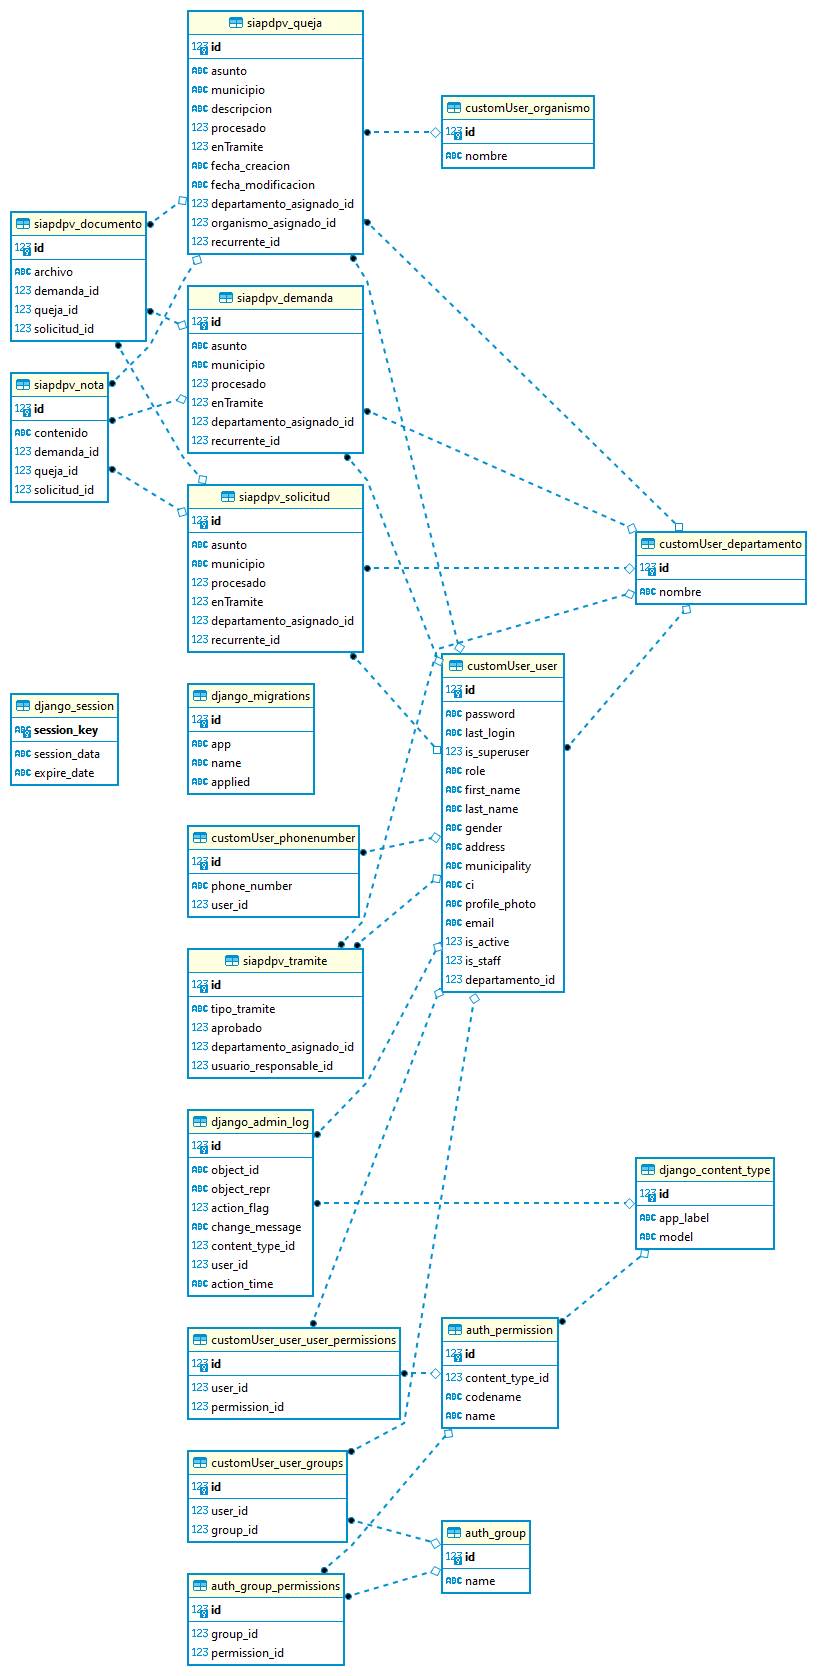 siapdpv_queja
123 id
ABC asunto
ABC municipio
ABC descripcion
123 procesado
123 enTramite
ABC fecha_creacion
ABC fecha_modificacion
123 departamento_asignado_id
123 organismo_asignado_id
123 recurrente_id
customUser_organismo
123 id
ABC nombre
siapdpv_documento
123 id
ABC archivo
123 demanda_id
123 queja_id
123 solicitud_id
siapdpv_demanda
123 id
ABC asunto
ABC municipio
123 procesado
123 enTramite
123 departamento_asignado_id
123 recurrente_id
siapdpv_nota
123 id
ABC contenido
123 demanda_id
123 queja_id
123 solicitud_id
siapdpv_solicitud
123 id
ABC asunto
ABC municipio
123 procesado
123 enTramite
123 departamento_asignado_id
123 recurrente_id
customUser_departamento
123 id
ABC nombre
customUser_user
123 id
ABC password
ABC last_login
123 is_superuser
ABC role
ABC first_name
ABC last_name
ABC gender
ABC address
ABC municipality
ABC ci
ABC profile_photo
ABC email
123 is_active
123 is_staff
123 departamento_id
django_session
ABC session_key
ABC session_data
ABC expire_date
django_migrations
123 id
ABC app
ABC name
ABC applied
customUser_phonenumber
123 id
ABC phone_number
123 user_id
siapdpv_tramite
123 id
ABC tipo_tramite
123 aprobado
123 departamento_asignado_id
123 usuario_responsable_id
django_admin_log
123 id
ABC object_id
ABC object_repr
123 action_flag
ABC change_message
123 content_type_id
123 user_id
ABC action_time
django_content_type
123 id
ABC app_label
ABC model
customUser_user_user_permissions
123 id
123 user_id
123 permission_id
auth_permission
123 id
123 content_type_id
ABC codename
ABC name
customUser_user_groups
123 id
123 user_id
123 group_id
auth_group
123 id
ABC name
auth_group_permissions
123 id
123 group_id
123 permission_id